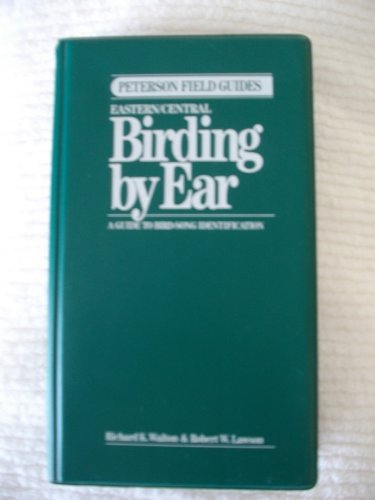 PETERSON FIELD GUIDES
EASTERN/CENTRAL
Birding
by Ear
A GUIDE TO BIRD-SONG IDENTIFICATION
Richard K. Walton & Robert W. Lawson